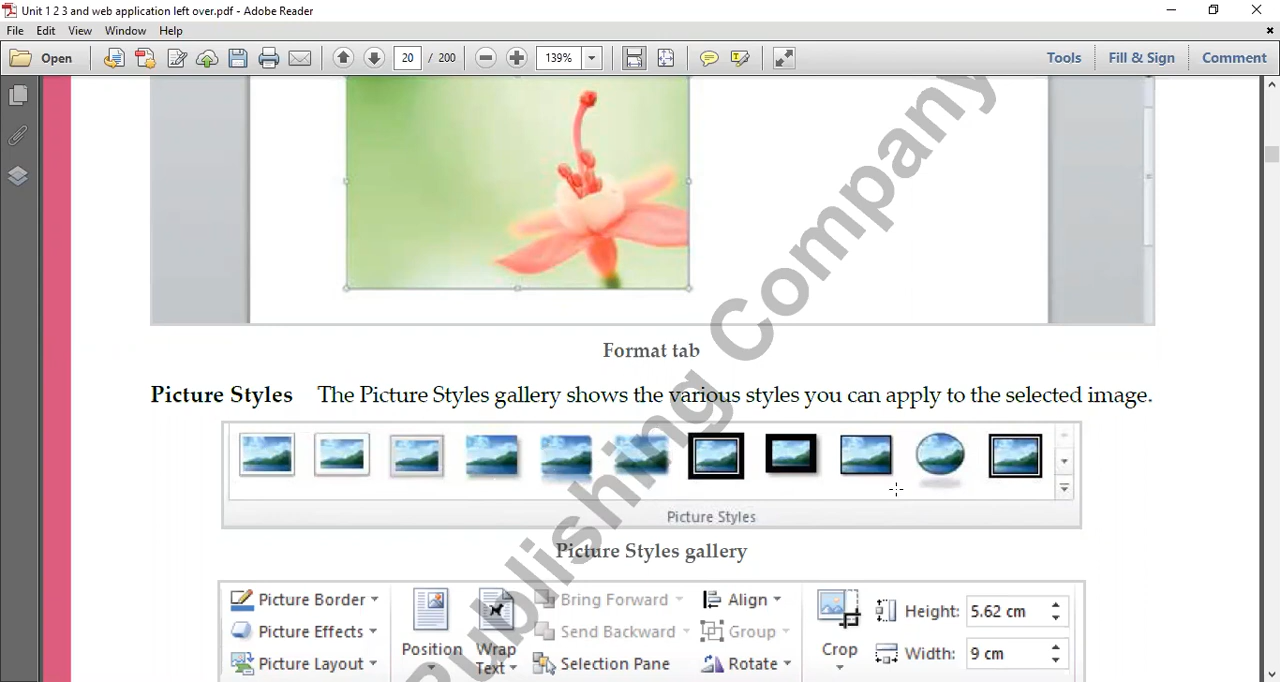 Unit 1 2 3 and web application left over.pdf - Adobe Reader
File Edit View Window Help
Open 20 / 200 139% Tools Fill & Sign Comment
Format tab
Picture Styles The Picture Styles gallery shows the various styles you can apply to the selected image.
Picture Styles
Picture Styles gallery
Picture Border Bring Forward Align Height: 5.62 cm
Picture Effects Position Wrap Text Send Backward Group Crop Width: 9 cm
Picture Layout Selection Pane Rotate
Publishing Company